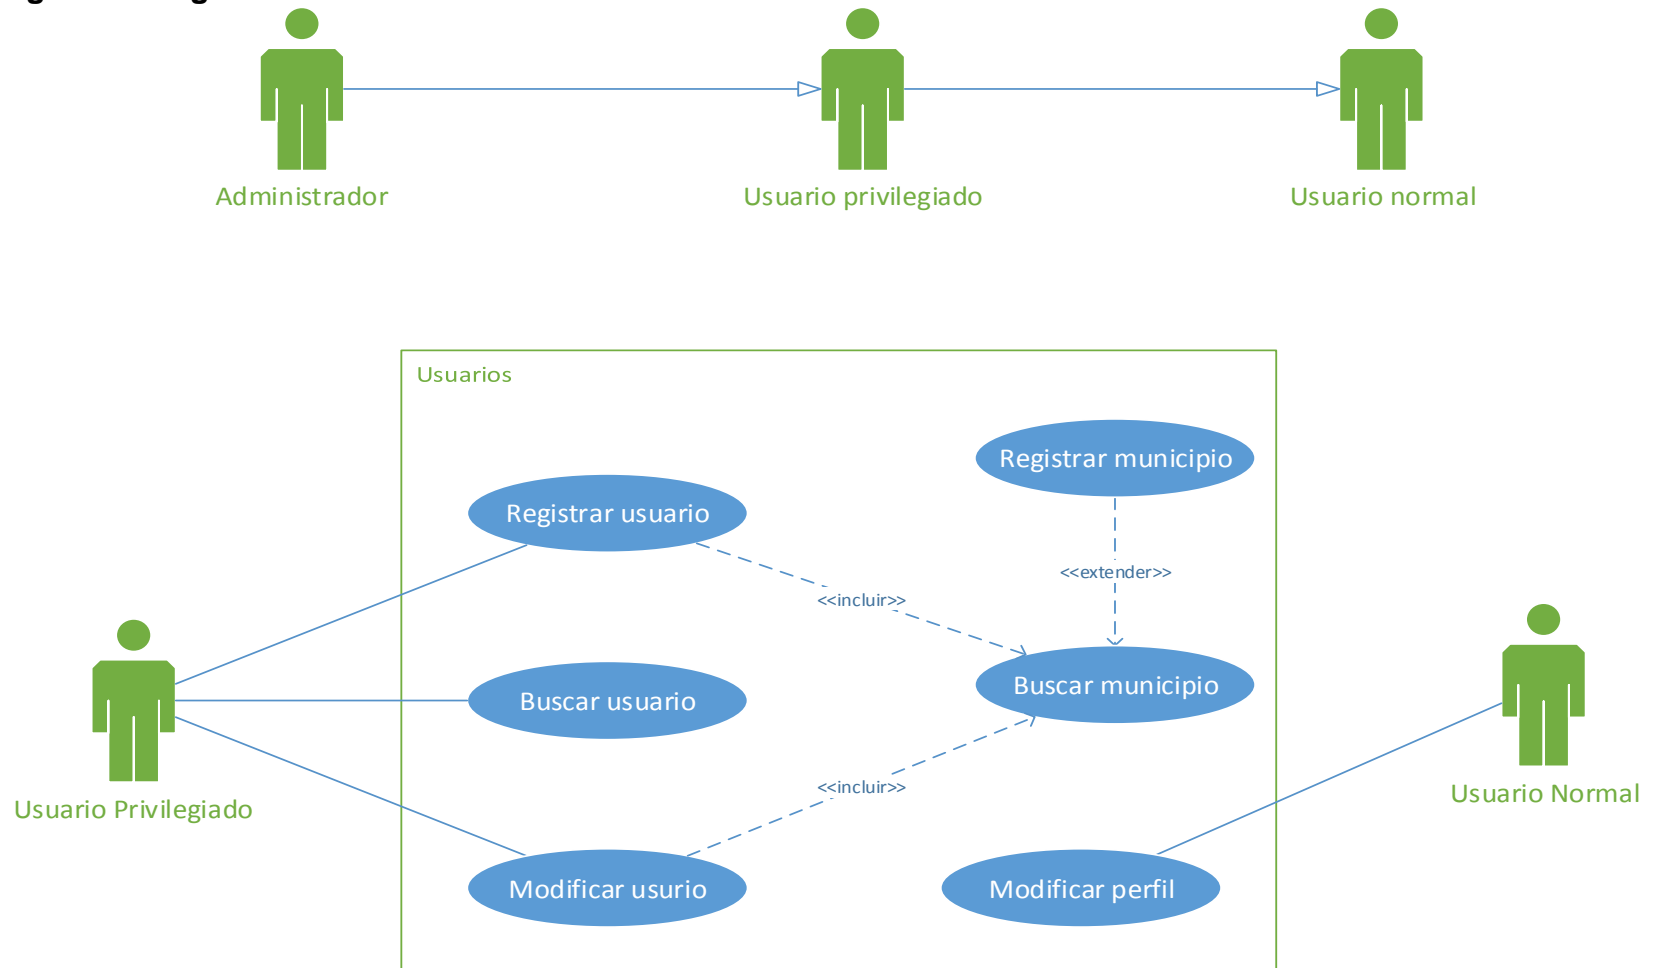 Administrador
Usuario privilegiado
Usuario normal
Usuarios
Registrar municipio
Registrar usuario
<<extender>>
<<incluir>>
Buscar municipio
Buscar usuario
<<incluir>>
Usuario Privilegiado
Usuario Normal
Modificar usurio
Modificar perfil